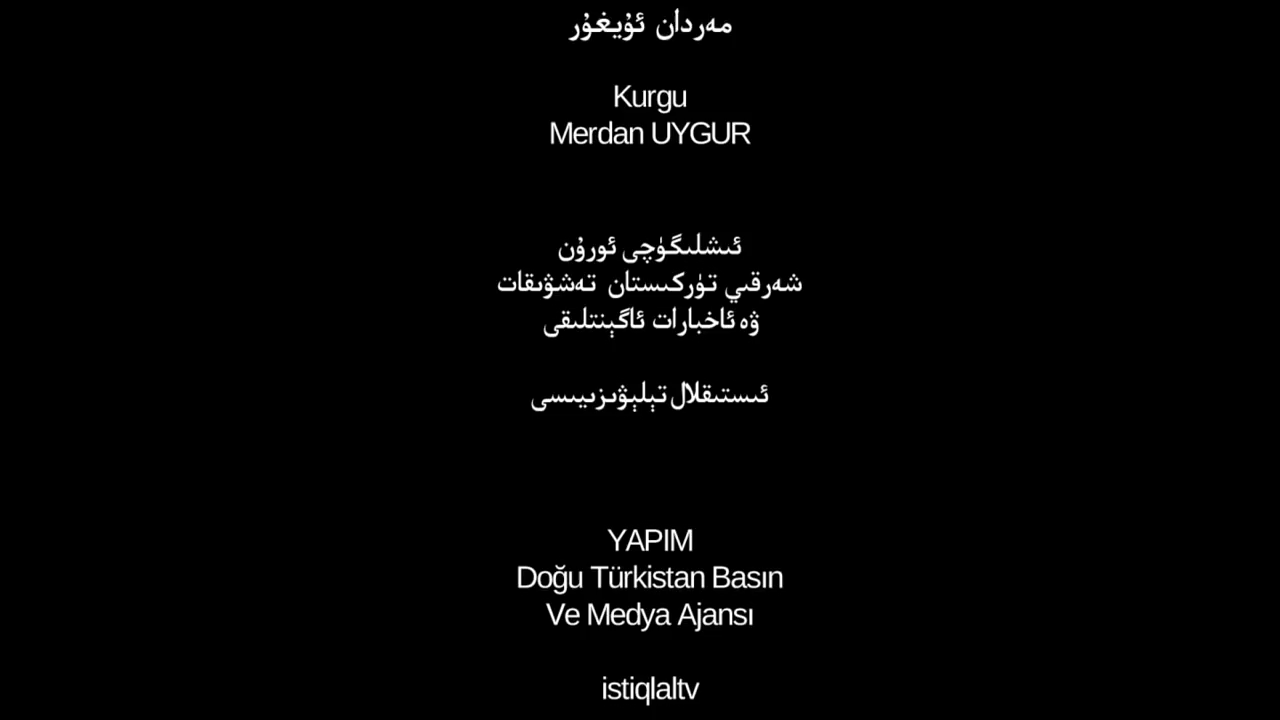 مەردان ئۇيغۇر
Kurgu
Merdan UYGUR
ئىشلىگۈچى ئورۇن
شەرقىي تۈركىستان تەشۋىقات
ۋە ئاخبارات ئاگېنتلىقى
ئىستىقلال تېلېۋىزىيىسى
YAPIM
Doğu Türkistan Basın
Ve Medya Ajansı
istiqlaltv